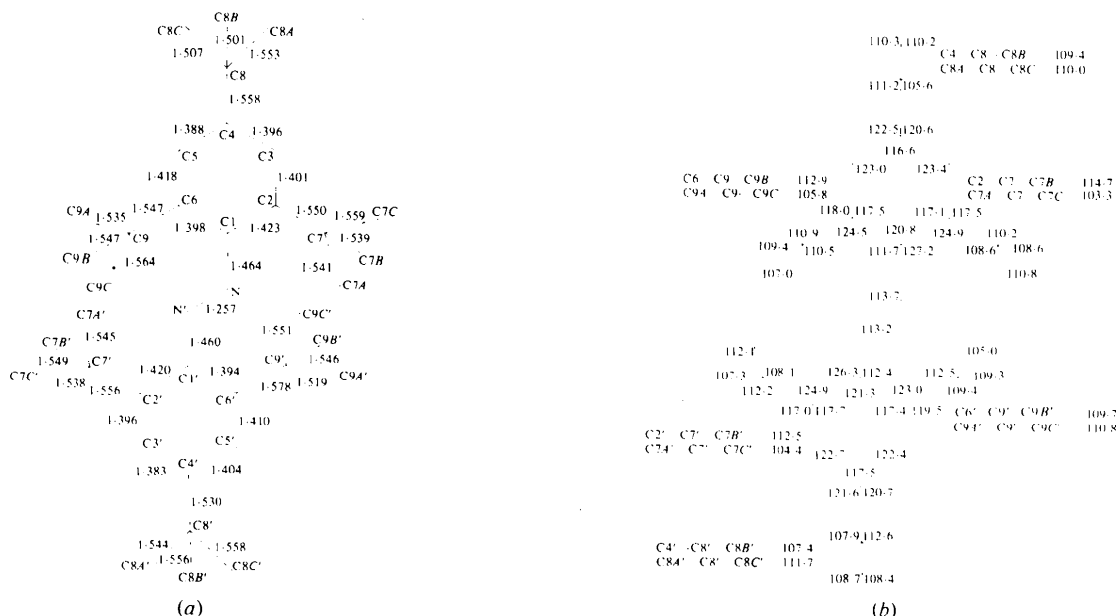 C8B
C8C C8A
1·501
1·507 1·553
C8
1·558
1·388 C4 1·396
C5 C3
1·418 1·401
C6 C2
C9A 1·535 1·547 C1 1·550 1·559 C7C
1·398 1·423
1·547 C9 C7 1·539
C9B 1·564 1·464 1·541 C7B
C9C N C7A
C7A' N' 1·257 C9C'
C7B' 1·545 1·460 1·551 C9B'
1·549 C7' C9' 1·546
C7C' 1·538 1·556 1·420 C1' 1·394 1·578 1·519 C9A'
C2' C6'
1·396 1·410
C3' C5'
1·383 C4' 1·404
1·530
C8'
1·544 1·558
C8A' 1·556 C8C'
C8B'
(a)
110·3 110·2
C4 C8 C8B 109·4
C8A C8 C8C 110·0
111·2 105·6
122·5 120·6
116·6
123·0 123·4
C6 C9 C9B 112·9
C9A C9 C9C 105·8
C2 C7 C7B 114·7
C7A C7 C7C 103·3
118·0 117·5 117·1 117·5
110·9 124·5 120·8 124·9 110·2
109·4 110·5 111·7 127·2 108·6 108·6
107·0 110·8
113·7
113·2
112·1 105·0
107·3 108·1 126·3 112·4 112·5 109·3
112·2 124·9 121·3 123·0 109·4
117·0 117·7 117·4 119·5
C6' C9' C9B' 109·7
C9A' C9' C9C' 110·8
C2' C7' C7B' 112·5
C7A' C7' C7C' 104·4
122·7 122·4
117·5
121·6 120·7
107·9 112·6
C4' C8' C8B' 107·4
C8A' C8' C8C' 111·7
108·7 108·4
(b)